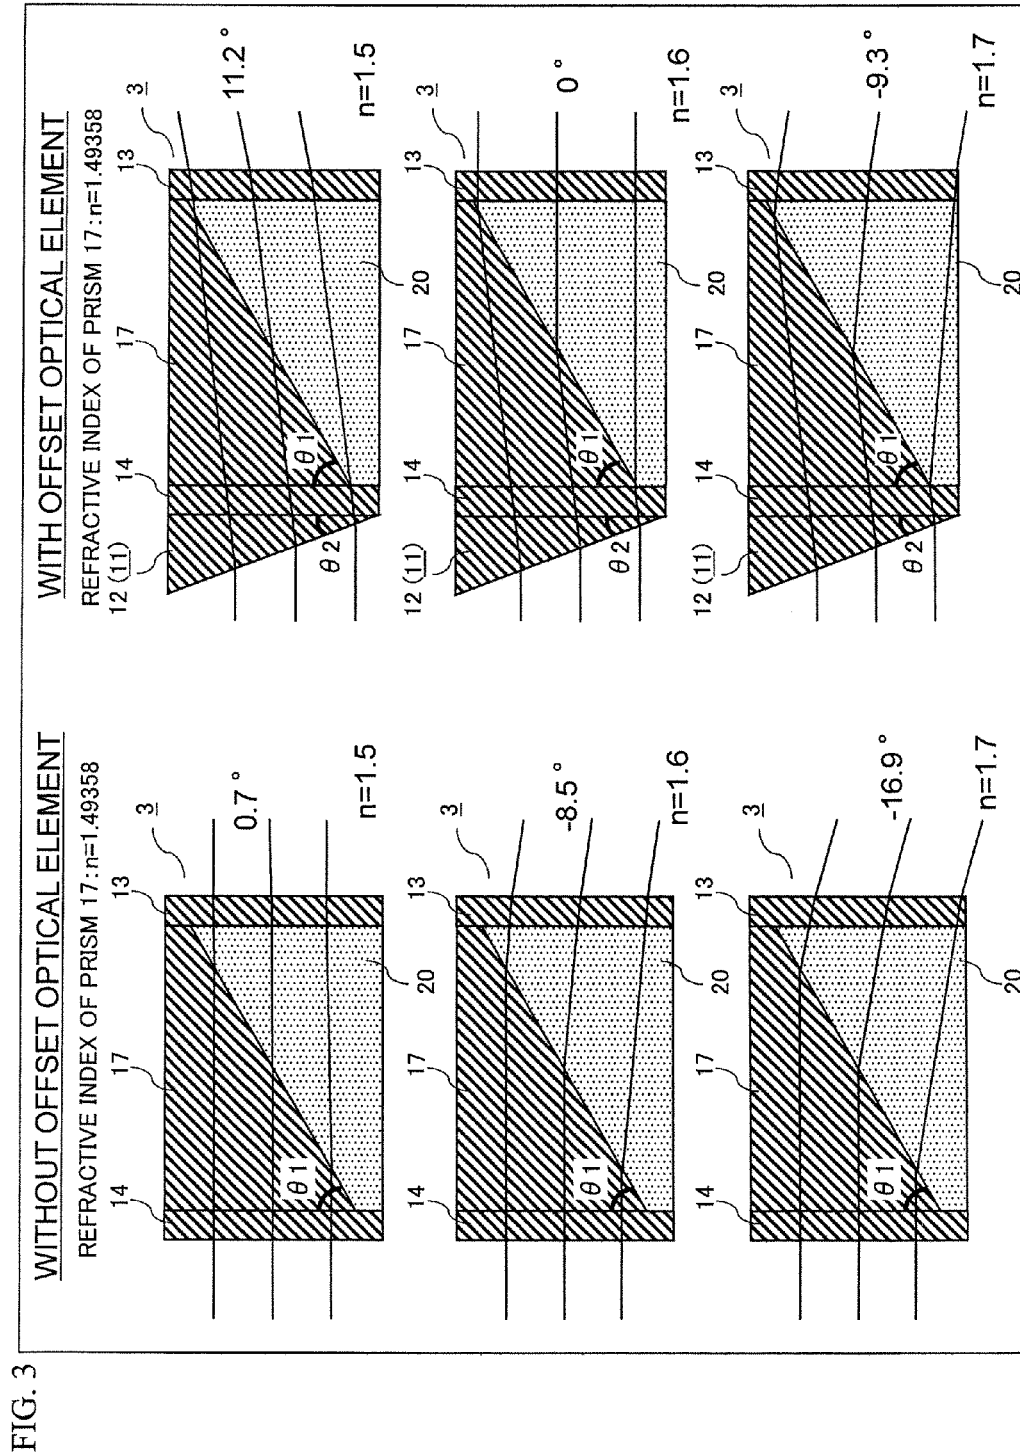 FIG. 3
WITHOUT OFFSET OPTICAL ELEMENT
REFRACTIVE INDEX OF PRISM 17:n=1.49358
14
17
13
3
0.7°
θ1
20
n=1.5
14
17
13
3
-8.5°
θ1
20
n=1.6
14
17
13
3
-16.9°
θ1
20
n=1.7
WITH OFFSET OPTICAL ELEMENT
REFRACTIVE INDEX OF PRISM 17:n=1.49358
12 (11)
14
17
13
3
11.2°
θ2
θ1
20
n=1.5
12 (11)
14
17
13
3
0°
θ2
θ1
20
n=1.6
12 (11)
14
17
13
3
-9.3°
θ2
θ1
20
n=1.7